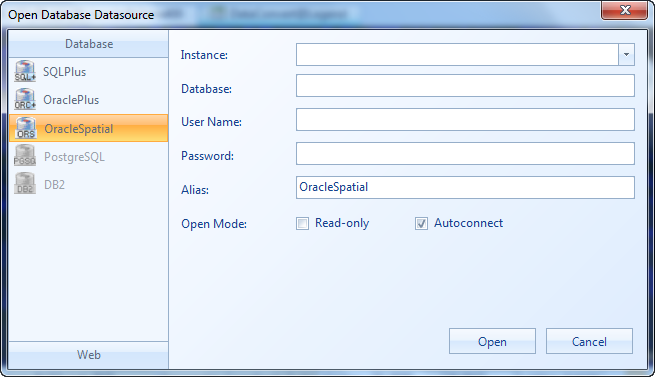 Open Database Datasource
Database
SQL+ SQLPlus
ORC+ OraclePlus
ORS OracleSpatial
PGSQ PostgreSQL
DB2 DB2
Web
Instance:
Database:
User Name:
Password:
Alias: OracleSpatial
Open Mode: Read-only Autoconnect
Open Cancel